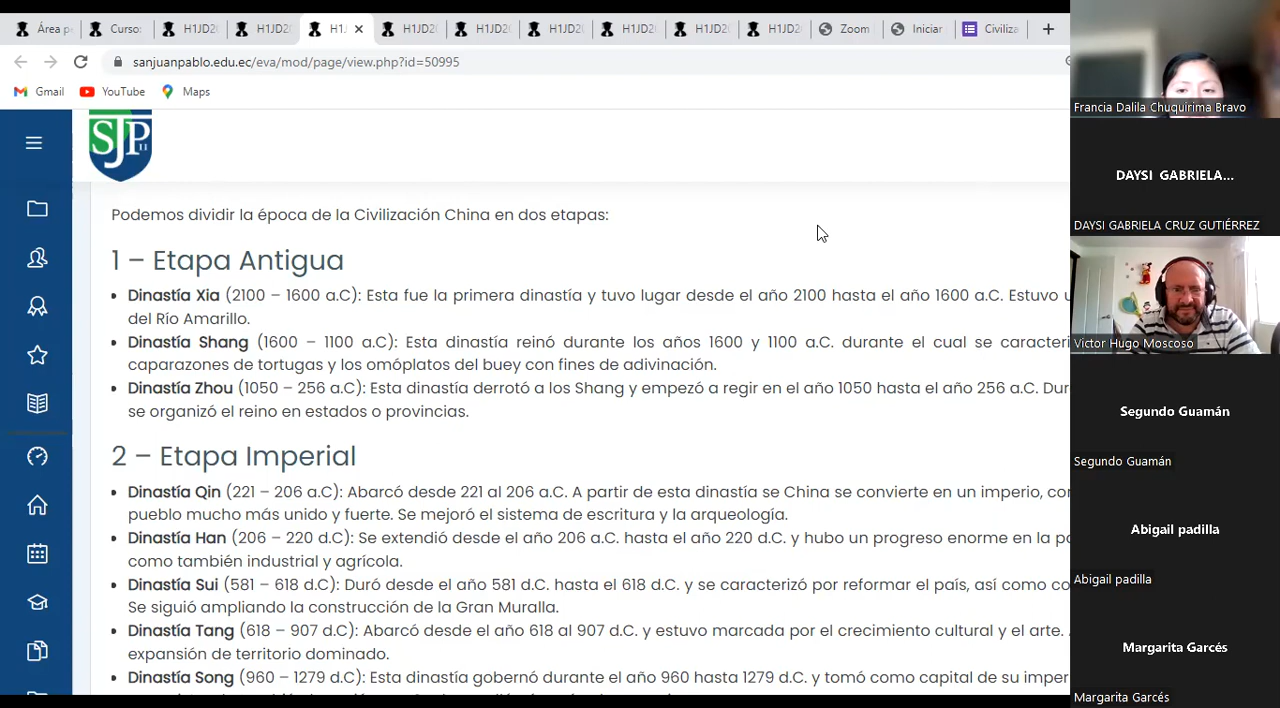 Área pe
Curso:
H1JD20
H1JD20
H1J
H1JD20
H1JD20
H1JD20
H1JD20
H1JD20
H1JD20
Zoom
Iniciar
Civiliza
sanjuanpablo.edu.ec/eva/mod/page/view.php?id=50995
Gmail
YouTube
Maps
SJP
II
Podemos dividir la época de la Civilización China en dos etapas:
1 – Etapa Antigua
• Dinastía Xia (2100 – 1600 a.C): Esta fue la primera dinastía y tuvo lugar desde el año 2100 hasta el año 1600 a.C. Estuvo u
del Río Amarillo.
• Dinastía Shang (1600 – 1100 a.C): Esta dinastía reinó durante los años 1600 y 1100 a.C. durante el cual se caracteri
caparazones de tortugas y los omóplatos del buey con fines de adivinación.
• Dinastía Zhou (1050 – 256 a.C): Esta dinastía derrotó a los Shang y empezó a regir en el año 1050 hasta el año 256 a.C. Dur
se organizó el reino en estados o provincias.
2 – Etapa Imperial
• Dinastía Qin (221 – 206 a.C): Abarcó desde 221 al 206 a.C. A partir de esta dinastía se China se convierte en un imperio, con
pueblo mucho más unido y fuerte. Se mejoró el sistema de escritura y la arqueología.
• Dinastía Han (206 – 220 d.C): Se extendió desde el año 206 a.C. hasta el año 220 d.C. y hubo un progreso enorme en la po
como también industrial y agrícola.
• Dinastía Sui (581 – 618 d.C): Duró desde el año 581 d.C. hasta el 618 d.C. y se caracterizó por reformar el país, así como co
Se siguió ampliando la construcción de la Gran Muralla.
• Dinastía Tang (618 – 907 d.C): Abarcó desde el año 618 al 907 d.C. y estuvo marcada por el crecimiento cultural y el arte.
expansión de territorio dominado.
• Dinastía Song (960 – 1279 d.C): Esta dinastía gobernó durante el año 960 hasta 1279 d.C. y tomó como capital de su imper
Francia Dalila Chuquirima Bravo
DAYSI GABRIELA...
DAYSI GABRIELA CRUZ GUTIÉRREZ
Victor Hugo Moscoso
Segundo Guamán
Segundo Guamán
Abigail padilla
Abigail padilla
Margarita Garcés
Margarita Garcés